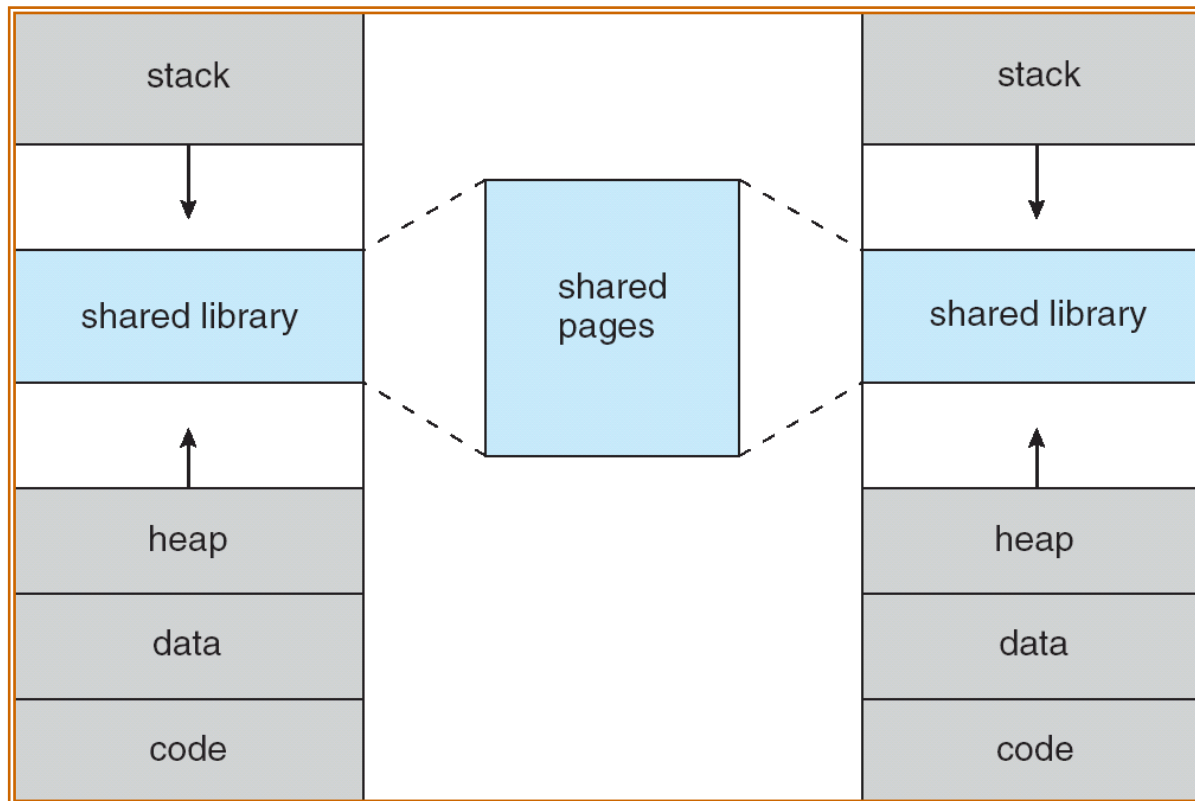 stack
shared library
heap
data
code
shared
pages
stack
shared library
heap
data
code